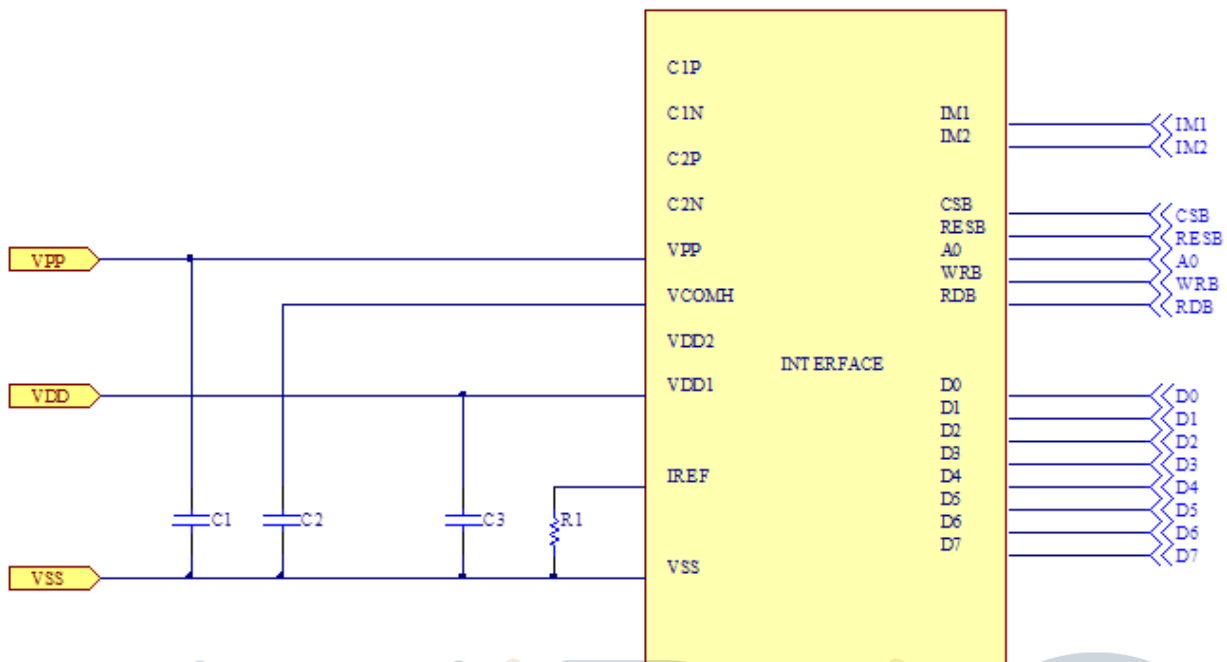 C1P
C1N
C2P
C2N
VPP
VCOMH
VDD2
VDD1
IREF
VSS
INTERFACE
IM1
IM2
CSB
RESB
A0
WRB
RDB
D0
D1
D2
D3
D4
D5
D6
D7
IM1
IM2
CSB
RESB
A0
WRB
RDB
D0
D1
D2
D3
D4
D5
D6
D7
VPP
VDD
VSS
C1
C2
C3
R1